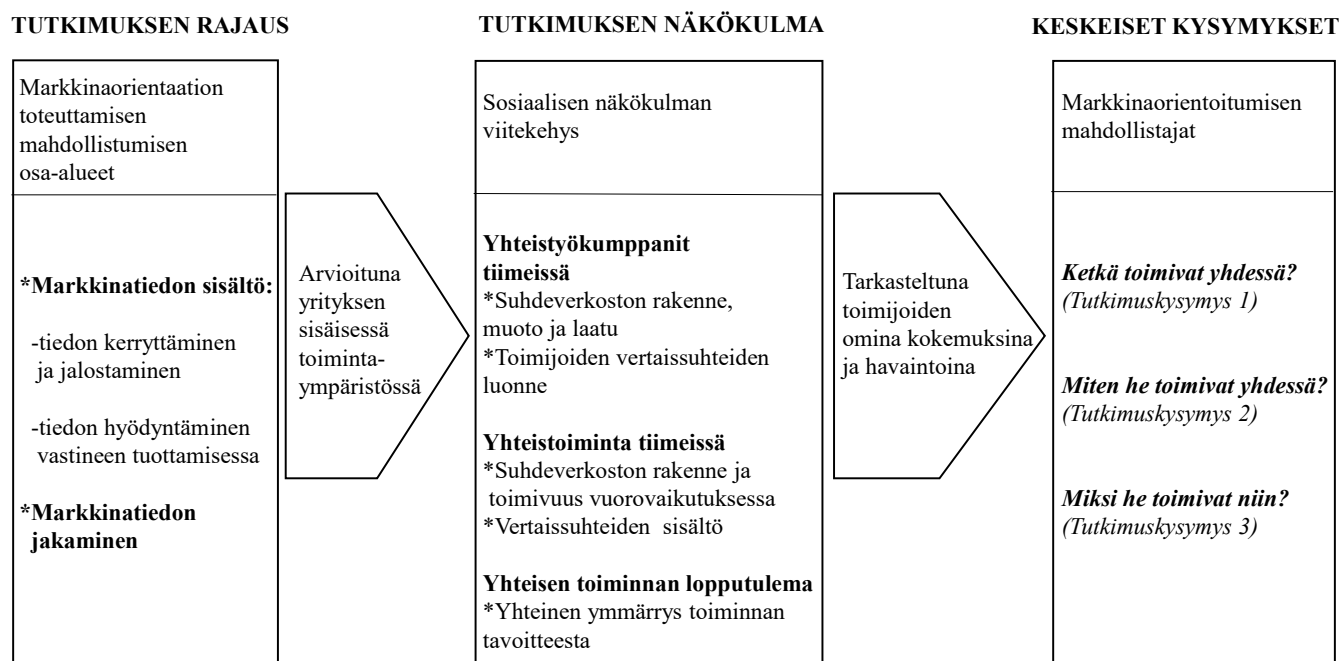 TUTKIMUKSEN RAJAUS
Markkinaorientaation
toteuttamisen
mahdollistumisen
osa-alueet
*Markkinatiedon sisältö:
-tiedon kerryttäminen
ja jalostaminen
-tiedon hyödyntäminen
vastineen tuottamisessa
*Markkinatiedon
jakaminen
Arvioituna
yrityksen
sisäisessä
toiminta-
ympäristössä
TUTKIMUKSEN NÄKÖKULMA
Sosiaalisen näkökulman
viitekehys
Yhteistyökumppanit
tiimeissä
*Suhdeverkoston rakenne,
muoto ja laatu
*Toimijoiden vertaissuhteiden
luonne
Yhteistoiminta tiimeissä
*Suhdeverkoston rakenne ja
toimivuus vuorovaikutuksessa
*Vertaissuhteiden sisältö
Yhteisen toiminnan lopputulema
*Yhteinen ymmärrys toiminnan
tavoitteesta
Tarkasteltuna
toimijoiden
omina kokemuksina
ja havaintoina
KESKEISET KYSYMYKSET
Markkinaorientoitumisen
mahdollistajat
Ketkä toimivat yhdessä?
(Tutkimuskysymys 1)
Miten he toimivat yhdessä?
(Tutkimuskysymys 2)
Miksi he toimivat niin?
(Tutkimuskysymys 3)